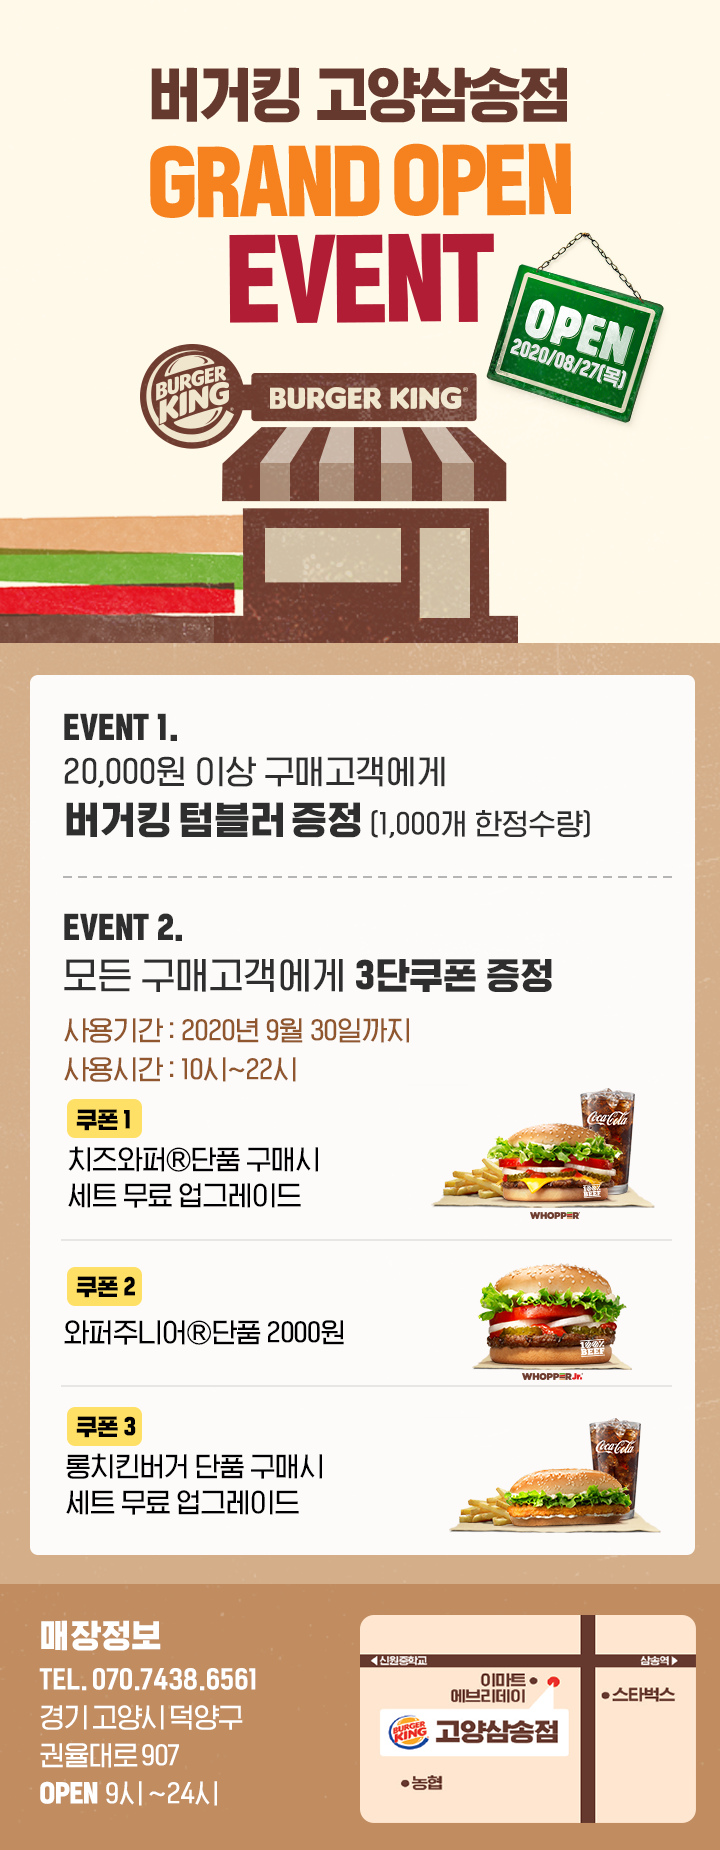 버거킹 고양삼송점
GRAND OPEN
EVENT
OPEN
2020/08/27(목)
BURGER KING
BURGER KING®
EVENT 1.
20,000원 이상 구매고객에게
버거킹 텀블러 증정 (1,000개 한정수량)
EVENT 2.
모든 구매고객에게 3단쿠폰 증정
사용기간 : 2020년 9월 30일까지
사용시간 : 10시~22시
쿠폰 1
치즈와퍼®단품 구매시
세트 무료 업그레이드
Coca-Cola
100% BEEF
WHOPPER
쿠폰 2
와퍼주니어®단품 2000원
100% BEEF
WHOPPER Jr.
쿠폰 3
롱치킨버거 단품 구매시
세트 무료 업그레이드
Coca-Cola
매장정보
TEL. 070.7438.6561
경기 고양시 덕양구
권율대로 907
OPEN 9시 ~24시
◀신원중학교
삼송역▶
이마트
에브리데이
스타벅스
BURGER KING 고양삼송점
농협